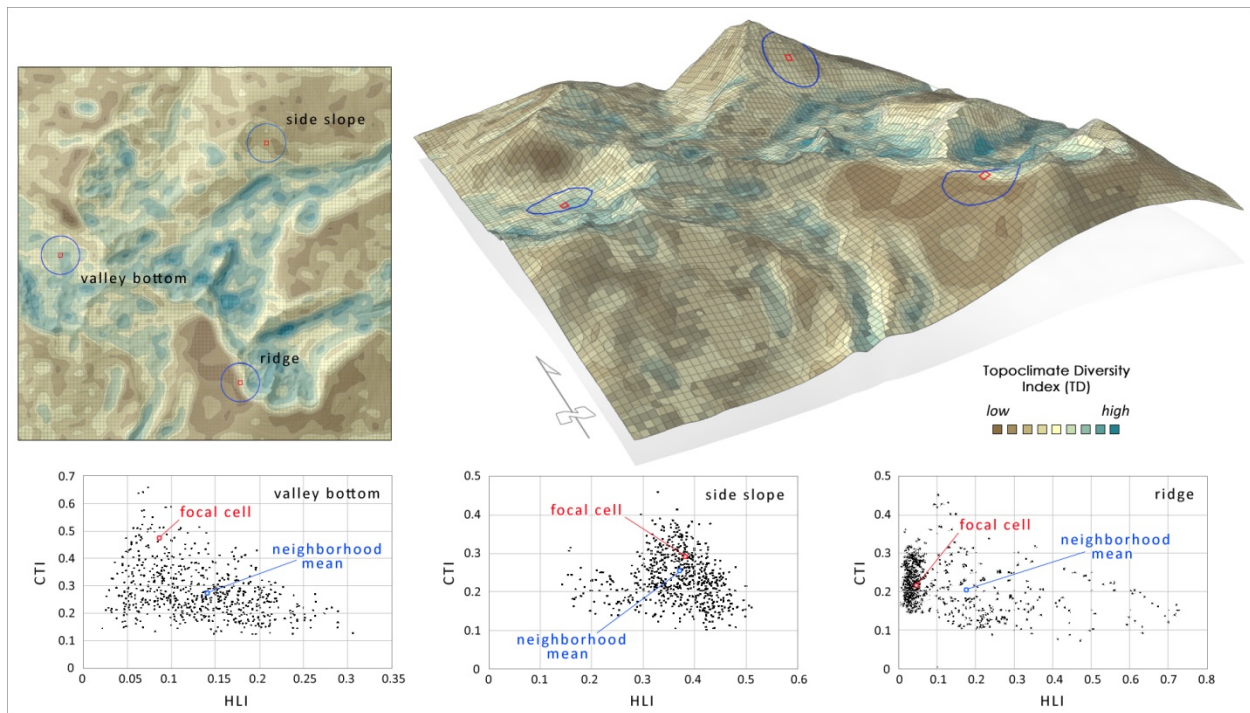 side slope
valley bottom
ridge
Topoclimate Diversity
Index (TD)
low high
0.7
0.6
0.5
0.4
0.3
0.2
0.1
0
CTI
valley bottom
focal cell
neighborhood
mean
0 0.05 0.1 0.15 0.2 0.25 0.3 0.35
HLI
0.5
0.4
0.3
0.2
0.1
0
CTI
side slope
focal cell
neighborhood
mean
0 0.1 0.2 0.3 0.4 0.5 0.6
HLI
0.5
0.4
0.3
0.2
0.1
0
CTI
ridge
focal cell
neighborhood
mean
0 0.1 0.2 0.3 0.4 0.5 0.6 0.7 0.8
HLI